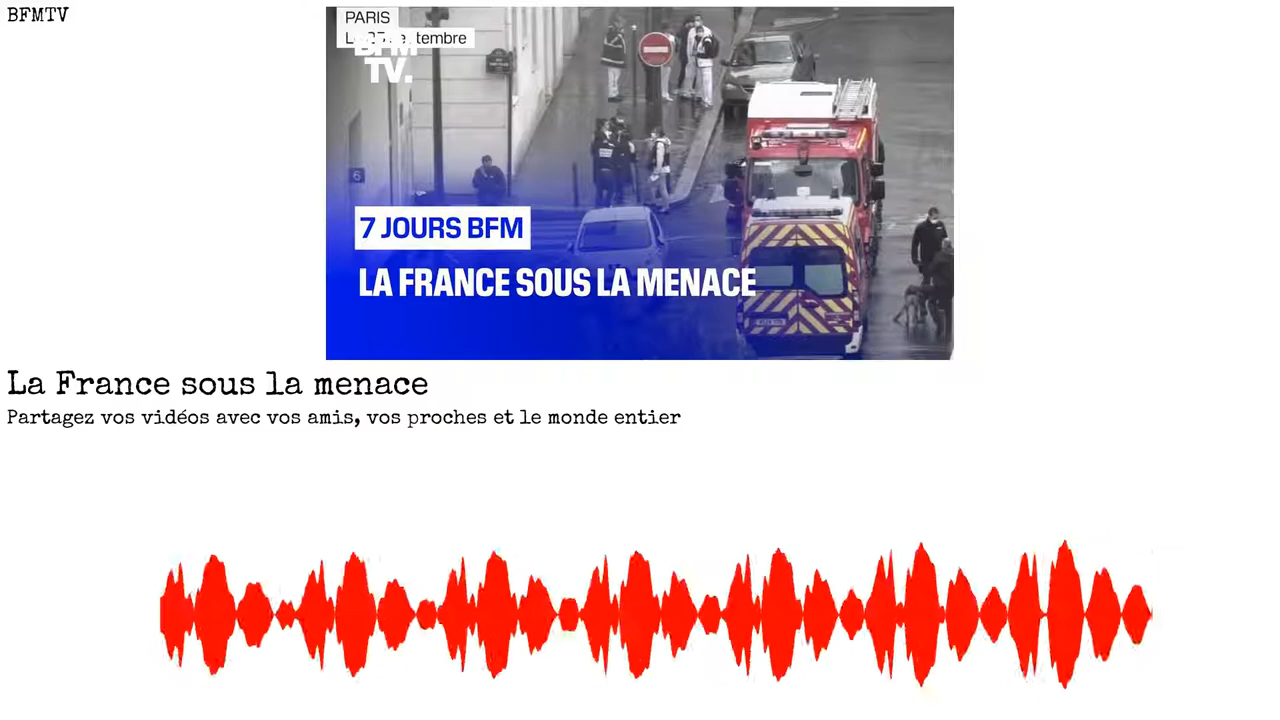 BFMTV
PARIS
BFM
TV.
7 JOURS BFM
LA FRANCE SOUS LA MENACE
6
La France sous la menace
Partagez vos vidéos avec vos amis, vos proches et le monde entier